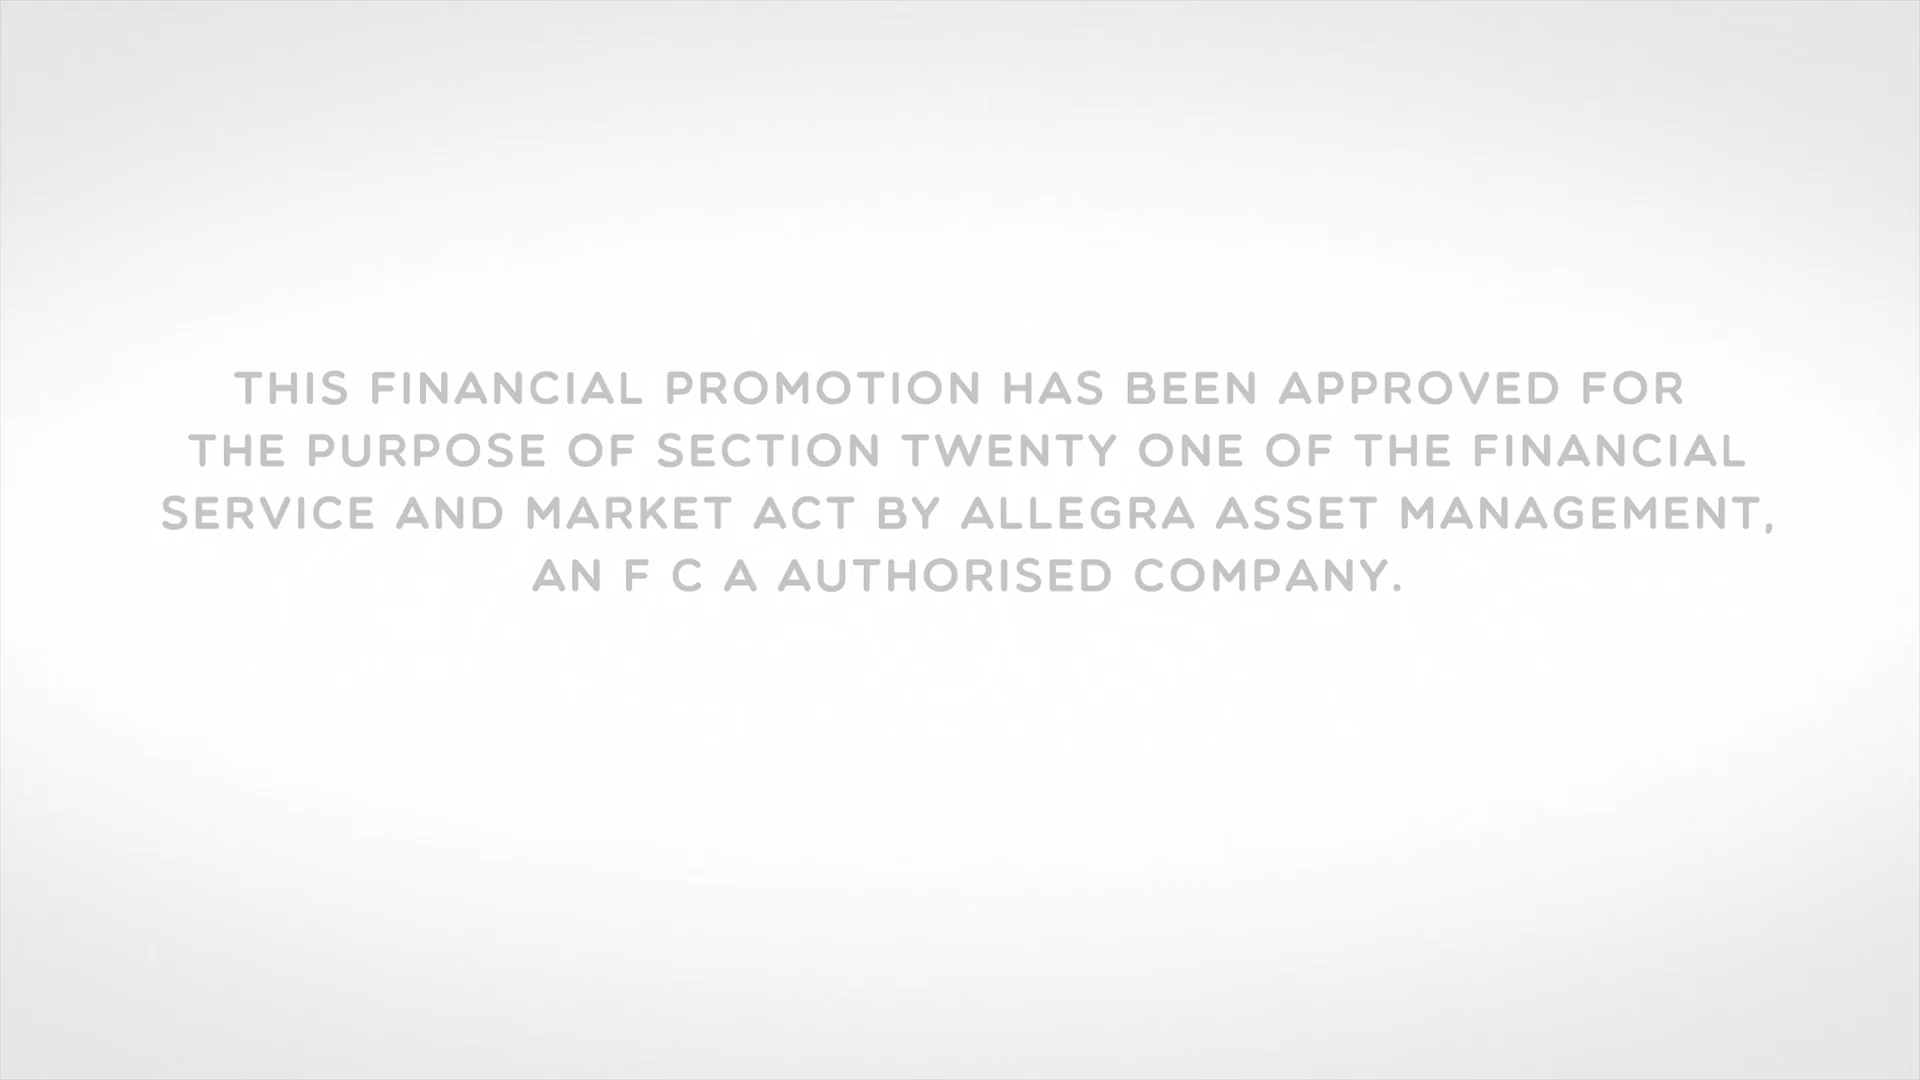 THIS FINANCIAL PROMOTION HAS BEEN APPROVED FOR
THE PURPOSE OF SECTION TWENTY ONE OF THE FINANCIAL
SERVICE AND MARKET ACT BY ALLEGRA ASSET MANAGEMENT,
AN F C A AUTHORISED COMPANY.